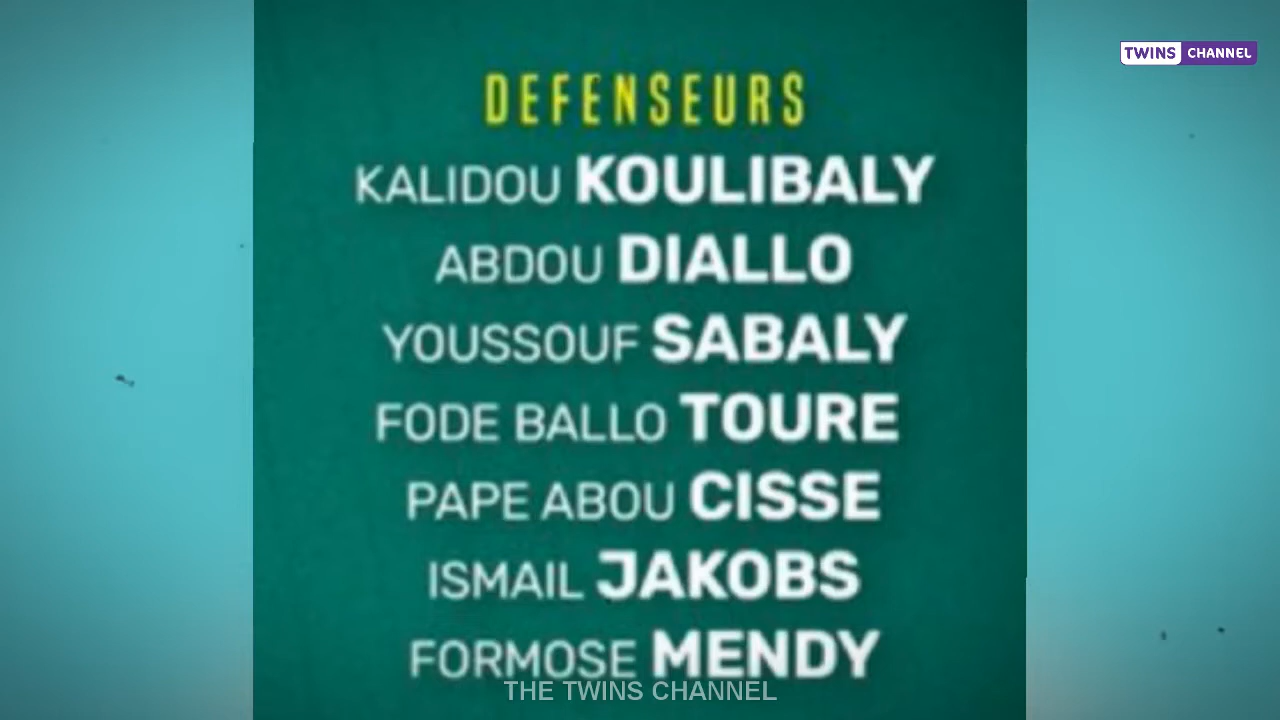 TWINS CHANNEL
DEFENSEURS
KALIDOU KOULIBALY
ABDOU DIALLO
YOUSSOUF SABALY
FODE BALLO TOURE
PAPE ABOU CISSE
ISMAIL JAKOBS
FORMOSE MENDY
THE TWINS CHANNEL